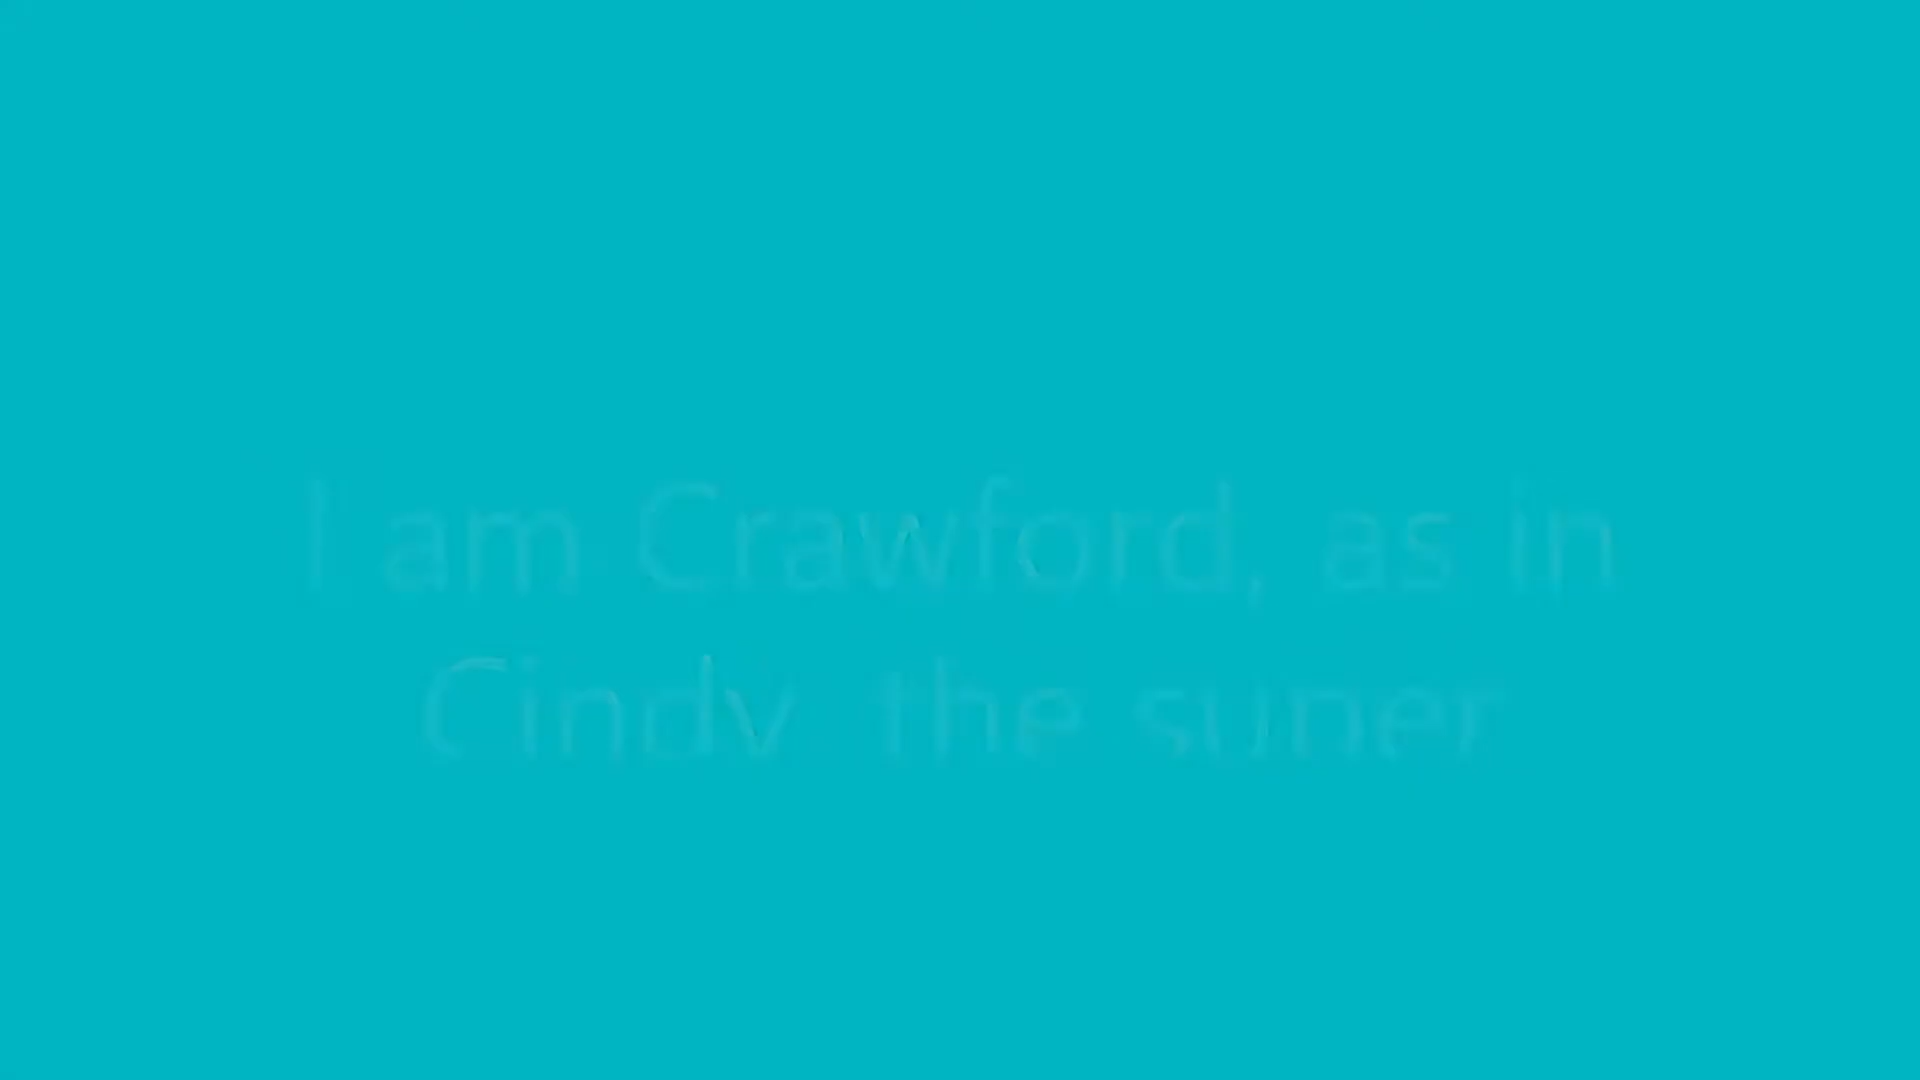 I am Crawford, as in
Cindy, the super